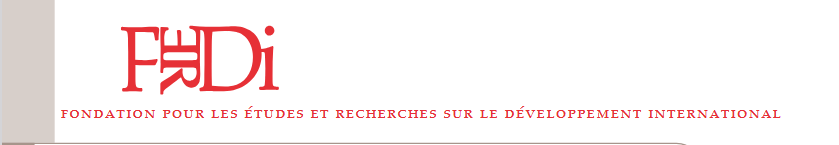 FERDi
FONDATION POUR LES ÉTUDES ET RECHERCHES SUR LE DÉVELOPPEMENT INTERNATIONAL